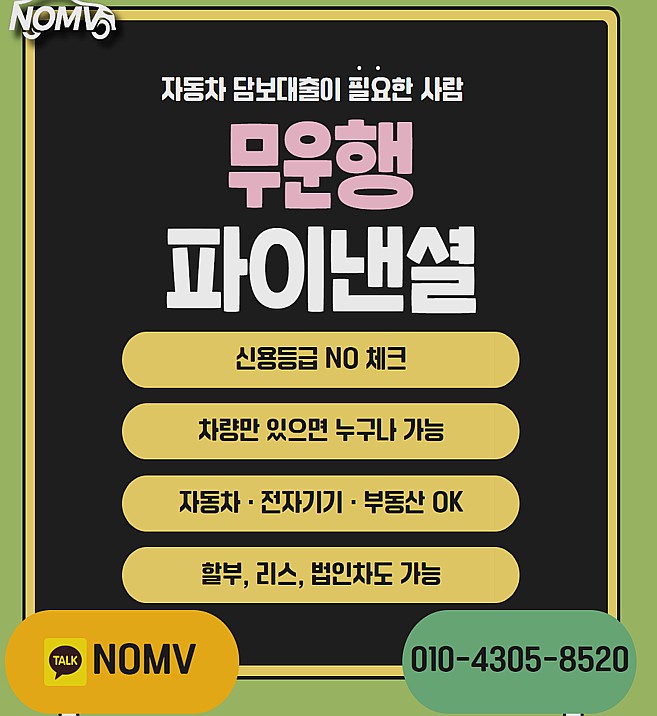 NOMV
자동차 담보대출이 필요한 사람
무운행
파이낸셜
신용등급 NO 체크
차량만 있으면 누구나 가능
자동차 · 전자기기 · 부동산 OK
할부, 리스, 법인차도 가능
TALK NOMV
010-4305-8520